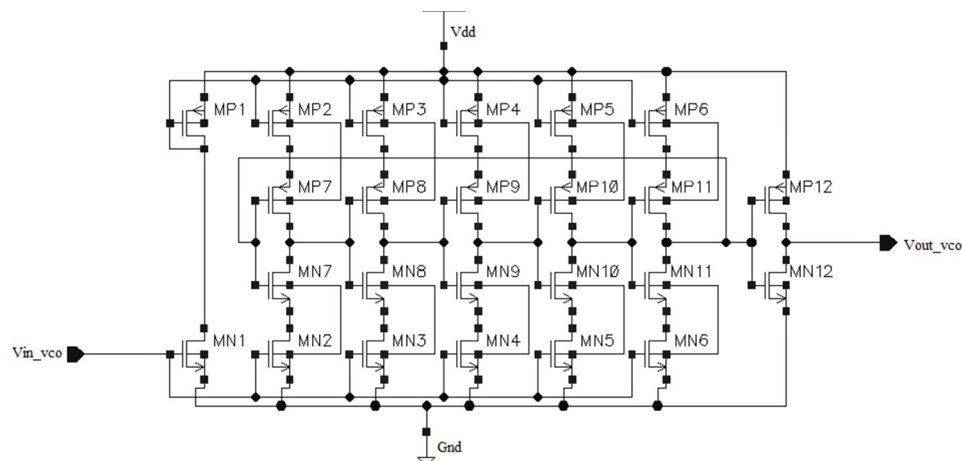 Vdd
MP1 MP2 MP3 MP4 MP5 MP6
MP7 MP8 MP9 MP10 MP11 MP12
Vout_vco
MN7 MN8 MN9 MN10 MN11 MN12
Vin_vco
MN1 MN2 MN3 MN4 MN5 MN6
Gnd